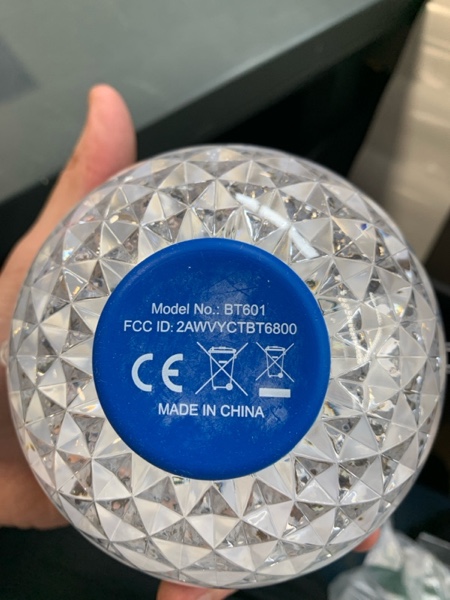 Model No.: BT601
FCC ID: 2AWVYCTBT6800
CE
MADE IN CHINA